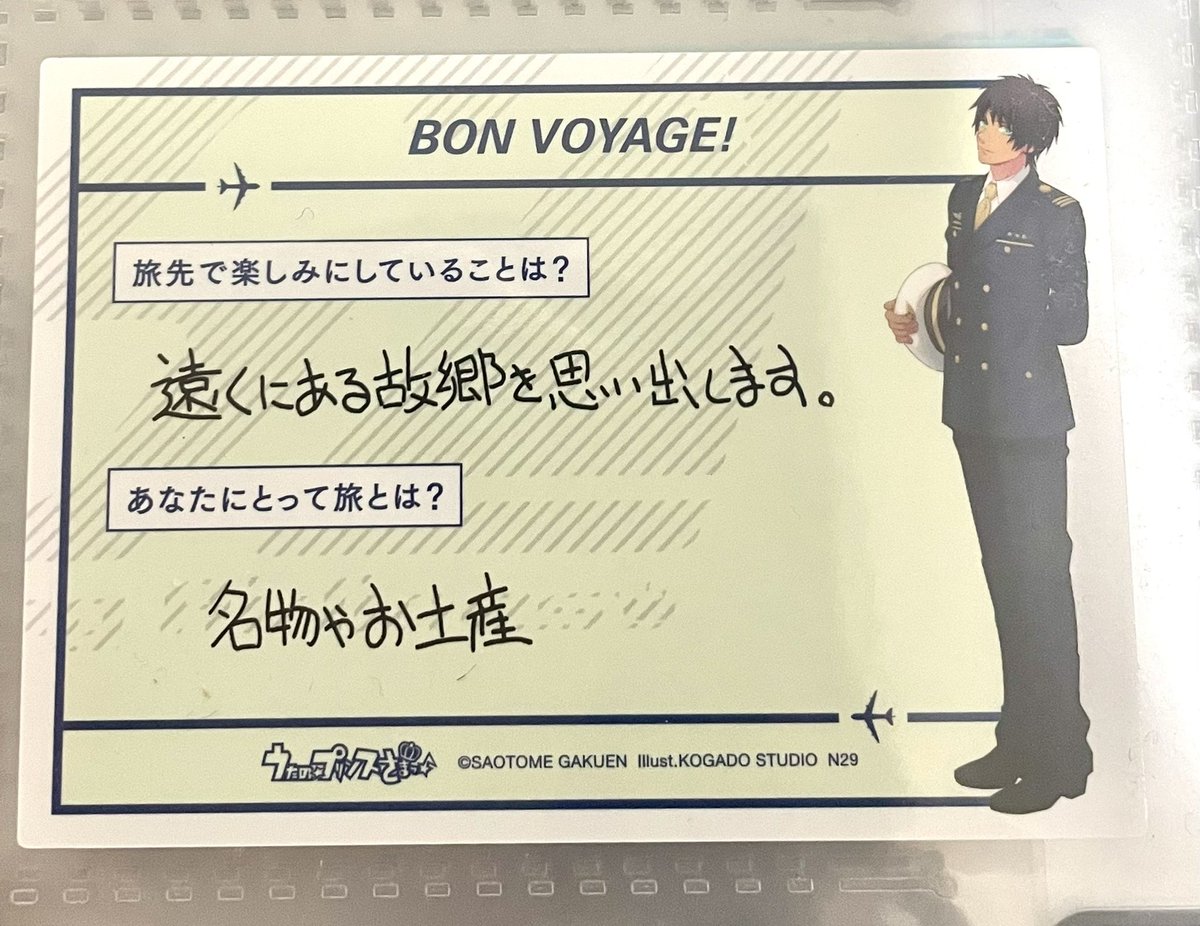 BON VOYAGE!
旅先で楽しみにしていることは?
遠くにある故郷を思い出します。
あなたにとって旅とは?
名物やお土産
うたの☆プリンスさまっ♪ ©SAOTOME GAKUEN Illust.KOGADO STUDIO N29